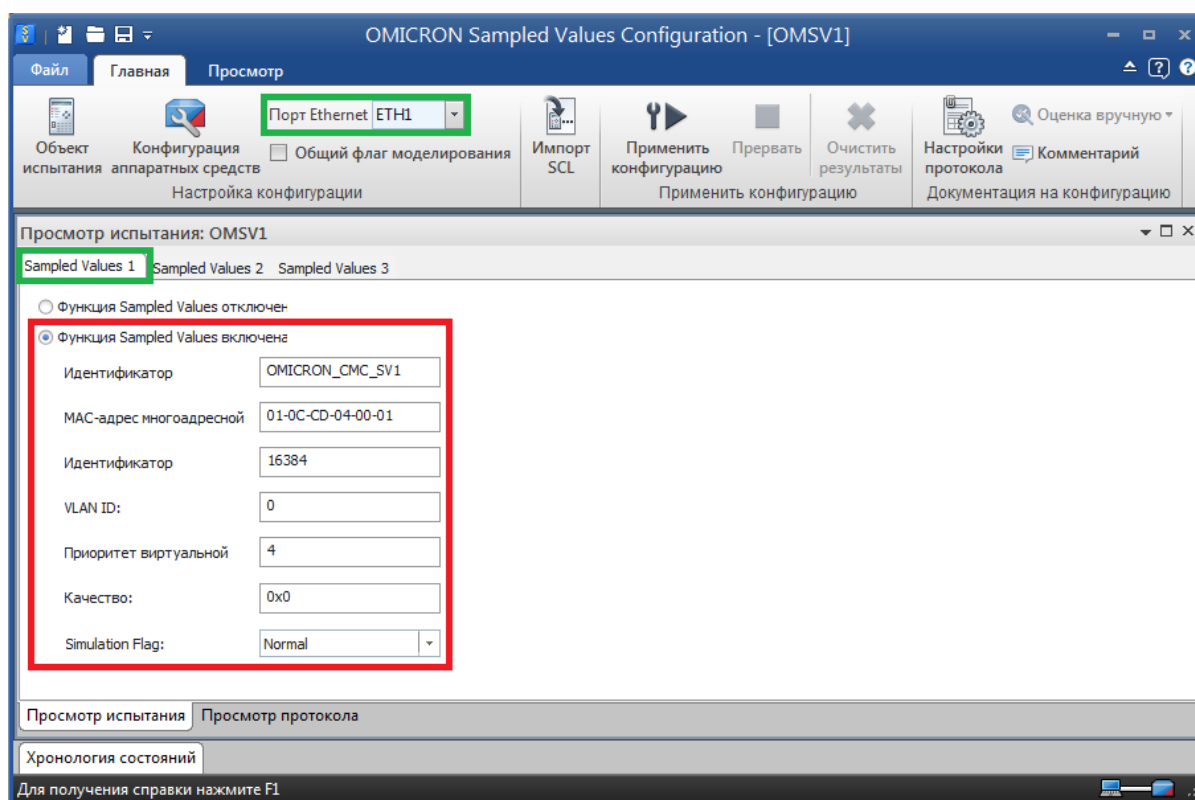 OMICRON Sampled Values Configuration - [OMSV1]
Файл Главная Просмотр
Порт Ethernet ETH1
Общий флаг моделирования
Объект испытания
Конфигурация аппаратных средств
Настройка конфигурации
Импорт SCL
Применить конфигурацию
Прервать
Очистить результаты
Применить конфигурацию
Настройки протокола
Оценка вручную
Комментарий
Документация на конфигурацию
Просмотр испытания: OMSV1
Sampled Values 1 Sampled Values 2 Sampled Values 3
Функция Sampled Values отключен
Функция Sampled Values включена
Идентификатор OMICRON_CMC_SV1
MAC-адрес многоадресной 01-0C-CD-04-00-01
Идентификатор 16384
VLAN ID: 0
Приоритет виртуальной 4
Качество: 0x0
Simulation Flag: Normal
Просмотр испытания Просмотр протокола
Хронология состояний
Для получения справки нажмите F1